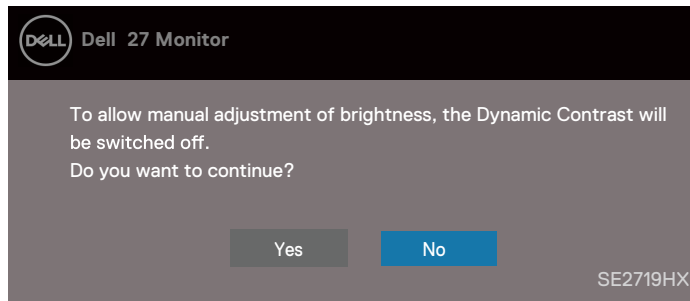 DELL Dell 27 Monitor
To allow manual adjustment of brightness, the Dynamic Contrast will
be switched off.
Do you want to continue?
Yes No
SE2719HX